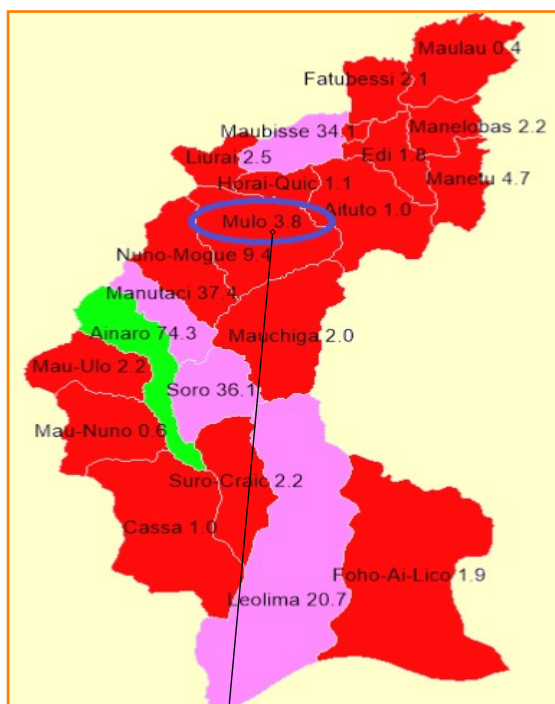 Maulau 0.4
Fatubessi 2.1
Maubisse 34.1
Manelobas 2.2
Liurai 2.5
Edi 1.8
Horai-Quic 1.1
Manetu 4.7
Mulo 3.8
Aituto 1.0
Nuno-Mogue 9.4
Manutaci 37.4
Ainaro 74.3
Mauchiga 2.0
Mau-Ulo 2.2
Soro 36.1
Mau-Nuno 0.6
Suro-Craic 2.2
Cassa 1.0
Foho-Ai-Lico 1.9
Leolima 20.7